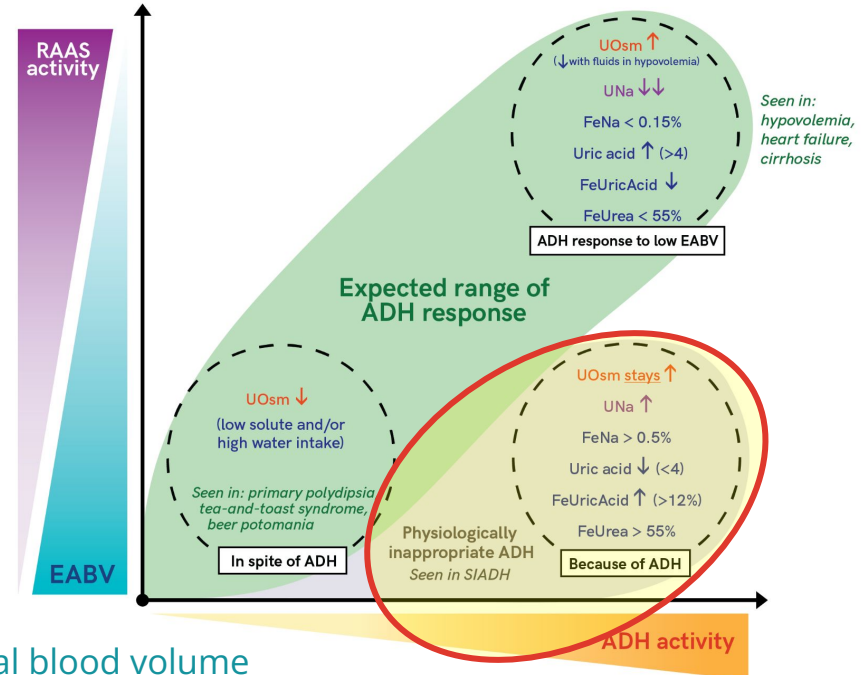 RAAS
activity
EABV
UOsm ↑
(↓with fluids in hypovolemia)
UNa ↓↓
FeNa < 0.15%
Uric acid ↑ (>4)
FeUricAcid ↓
FeUrea < 55%
ADH response to low EABV
Seen in:
hypovolemia,
heart failure,
cirrhosis
Expected range of
ADH response
UOsm ↓
(low solute and/or
high water intake)
Seen in: primary polydipsia
tea-and-toast syndrome,
beer potomania
In spite of ADH
Physiologically
inappropriate ADH
Seen in SIADH
UOsm stays ↑
UNa ↑
FeNa > 0.5%
Uric acid ↓ (<4)
FeUricAcid ↑ (>12%)
FeUrea > 55%
Because of ADH
ADH activity
al blood volume